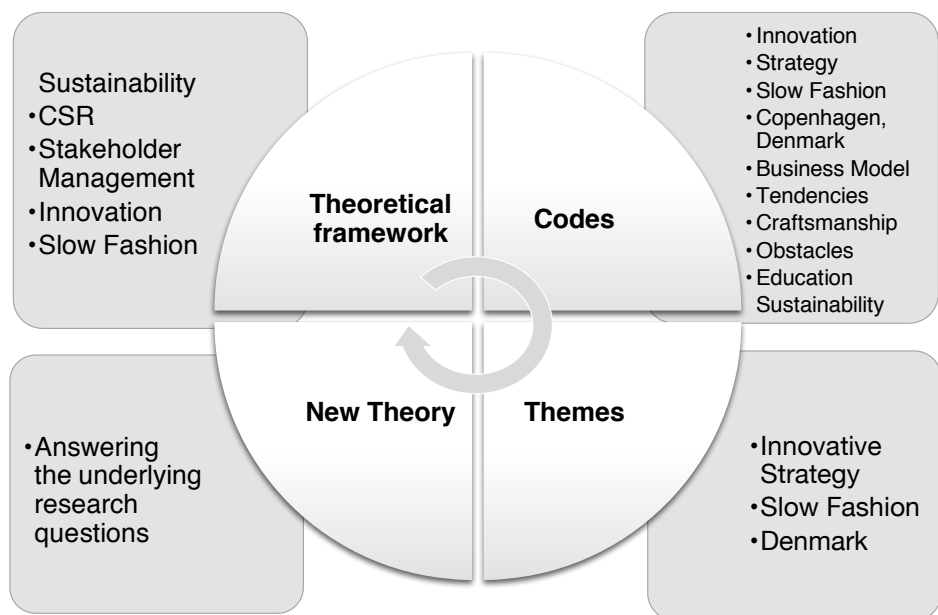 Sustainability
•CSR
•Stakeholder
Management
•Innovation
•Slow Fashion
Theoretical
framework
Codes
•Innovation
•Strategy
•Slow Fashion
•Copenhagen,
Denmark
•Business Model
•Tendencies
•Craftsmanship
•Obstacles
•Education
Sustainability
•Answering
the underlying
research
questions
New Theory
Themes
•Innovative
Strategy
•Slow Fashion
•Denmark